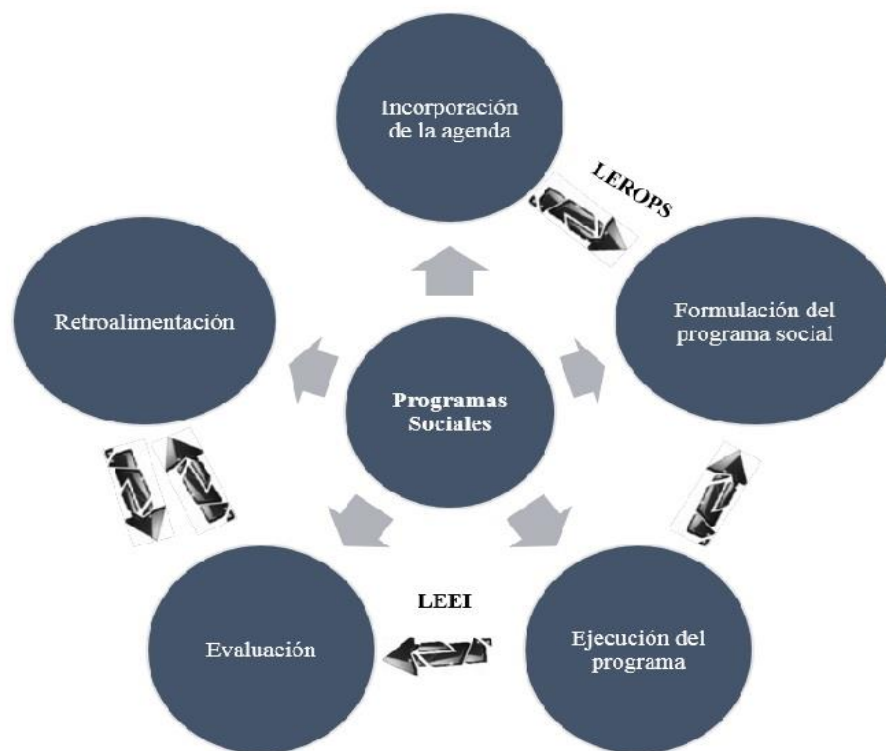 Incorporación
de la agenda
LEROPS
Formulación del
programa social
Retroalimentación
Programas
Sociales
LEEI
Evaluación
Ejecución del
programa